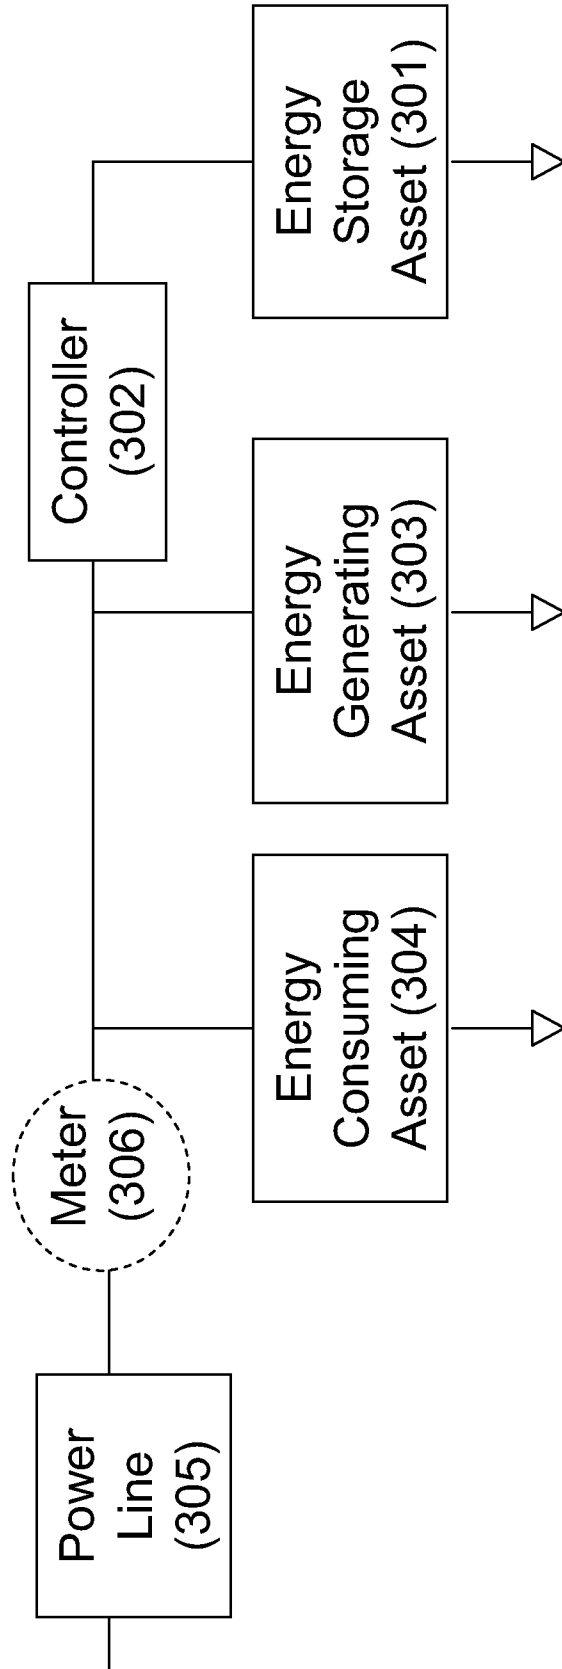 Power
Line
(305)
Meter
(306)
Controller
(302)
Energy
Consuming
Asset (304)
Energy
Generating
Asset (303)
Energy
Storage
Asset (301)